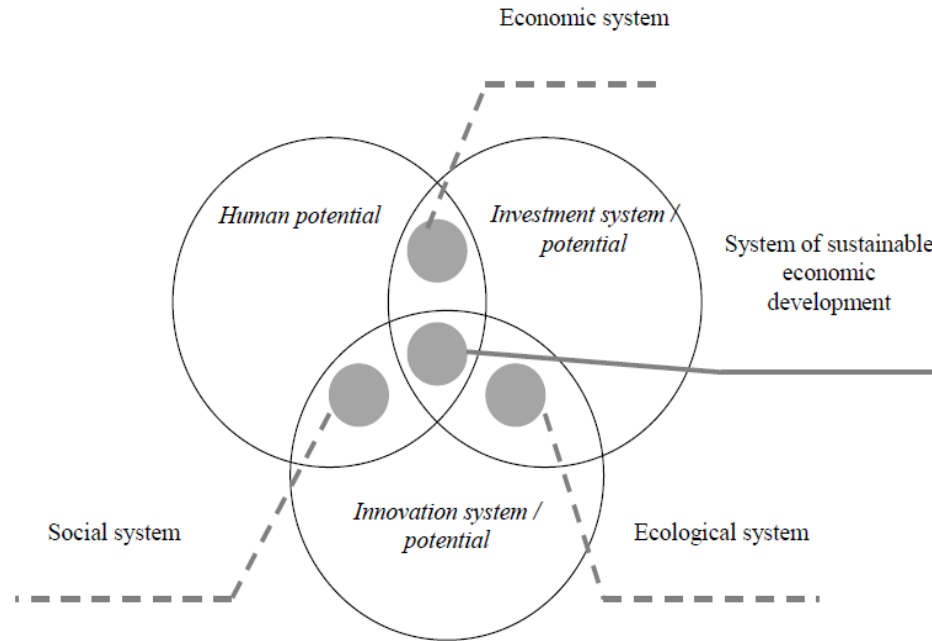 Economic system
Human potential
Investment system /
potential
System of sustainable
economic
development
Innovation system /
potential
Social system
Ecological system